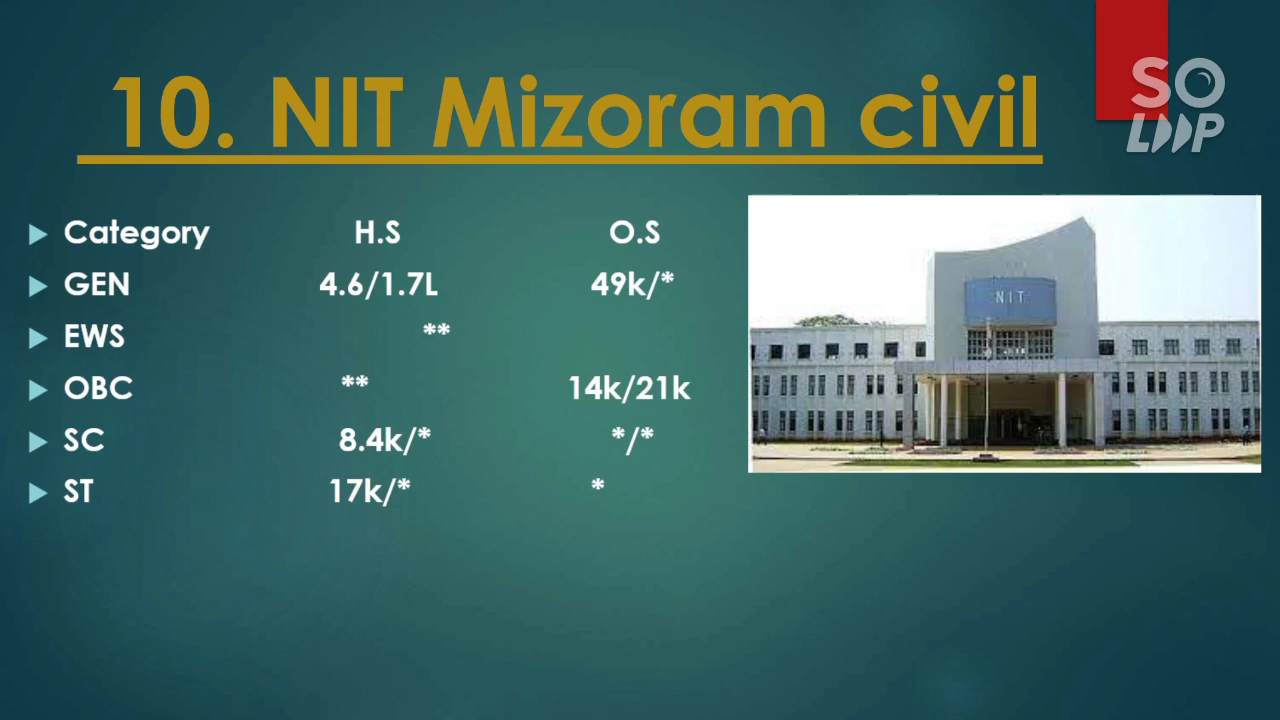 10. NIT Mizoram civil
SO
LOOP
Category H.S O.S
GEN 4.6/1.7L 49k/*
EWS **
OBC ** 14k/21k
SC 8.4k/* */*
ST 17k/* *
NIT